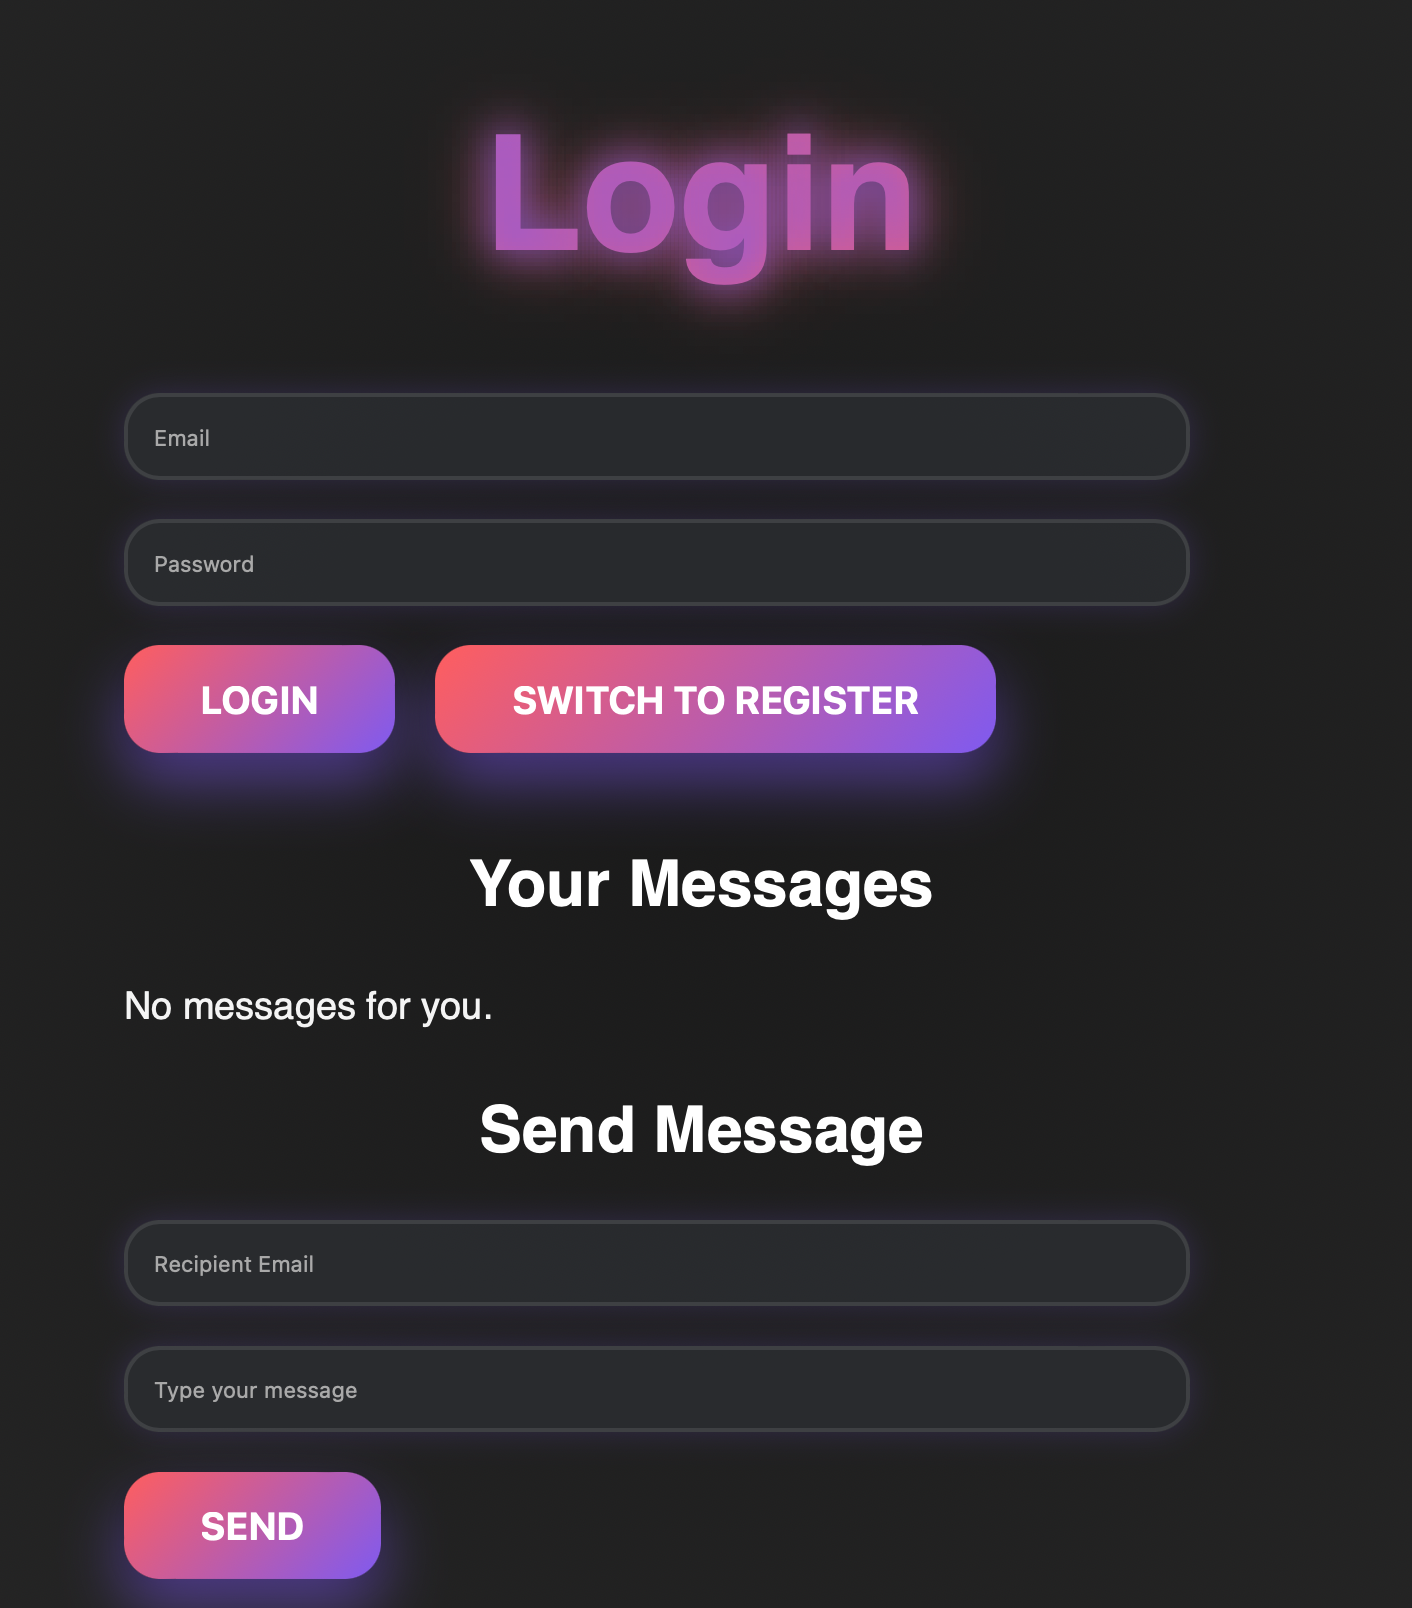 Login
Email
Password
LOGIN
SWITCH TO REGISTER
Your Messages
No messages for you.
Send Message
Recipient Email
Type your message
SEND